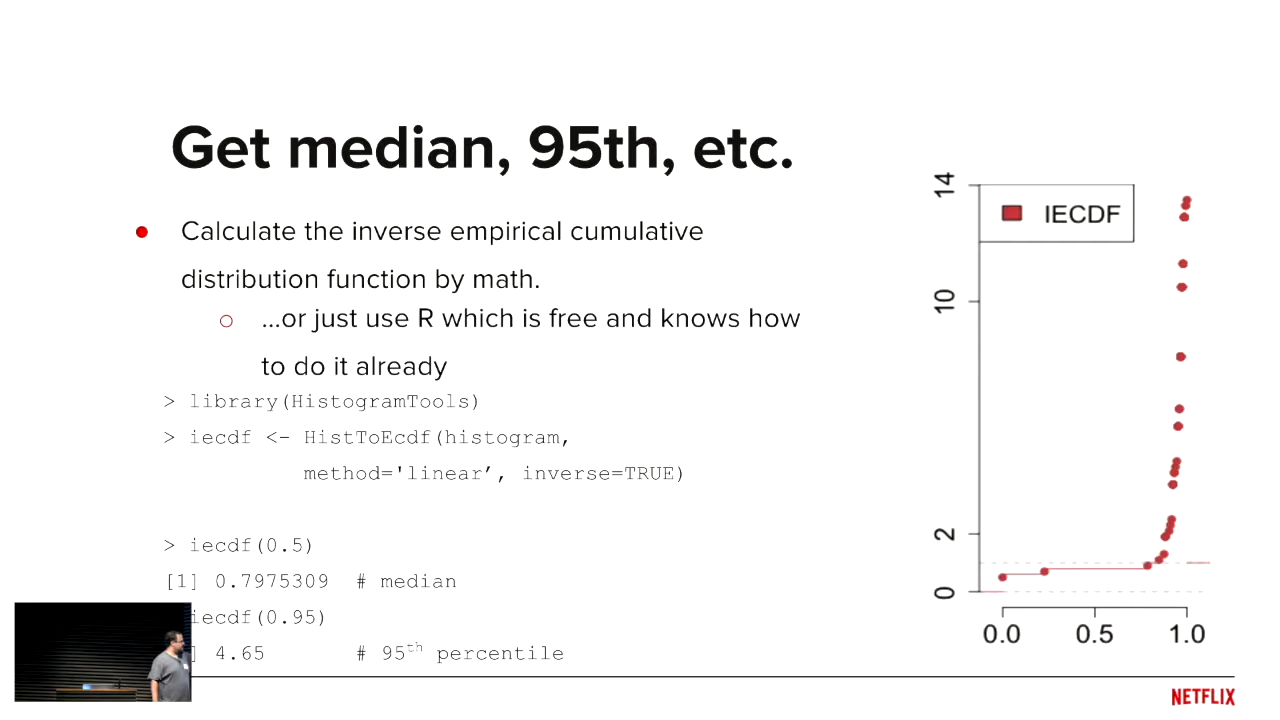 Get median, 95th, etc.
● Calculate the inverse empirical cumulative
distribution function by math.
○ ...or just use R which is free and knows how
to do it already
> library(HistogramTools)
> iecdf <- HistToEcdf(histogram,
method='linear’, inverse=TRUE)
> iecdf(0.5)
[1] 0.7975309 # median
iecdf(0.95)
] 4.65 # 95th percentile
IECDF
14
10
2
0
0.0 0.5 1.0
NETFLIX